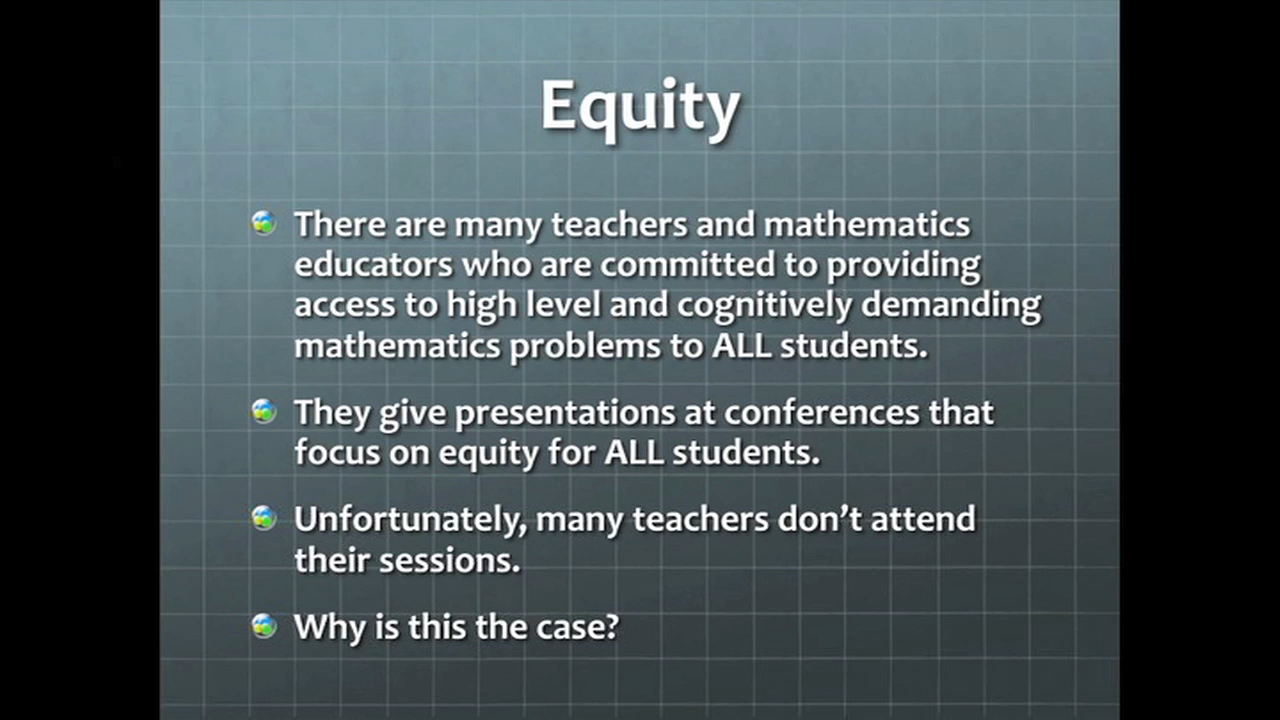 Equity
There are many teachers and mathematics
educators who are committed to providing
access to high level and cognitively demanding
mathematics problems to ALL students.
They give presentations at conferences that
focus on equity for ALL students.
Unfortunately, many teachers don’t attend
their sessions.
Why is this the case?